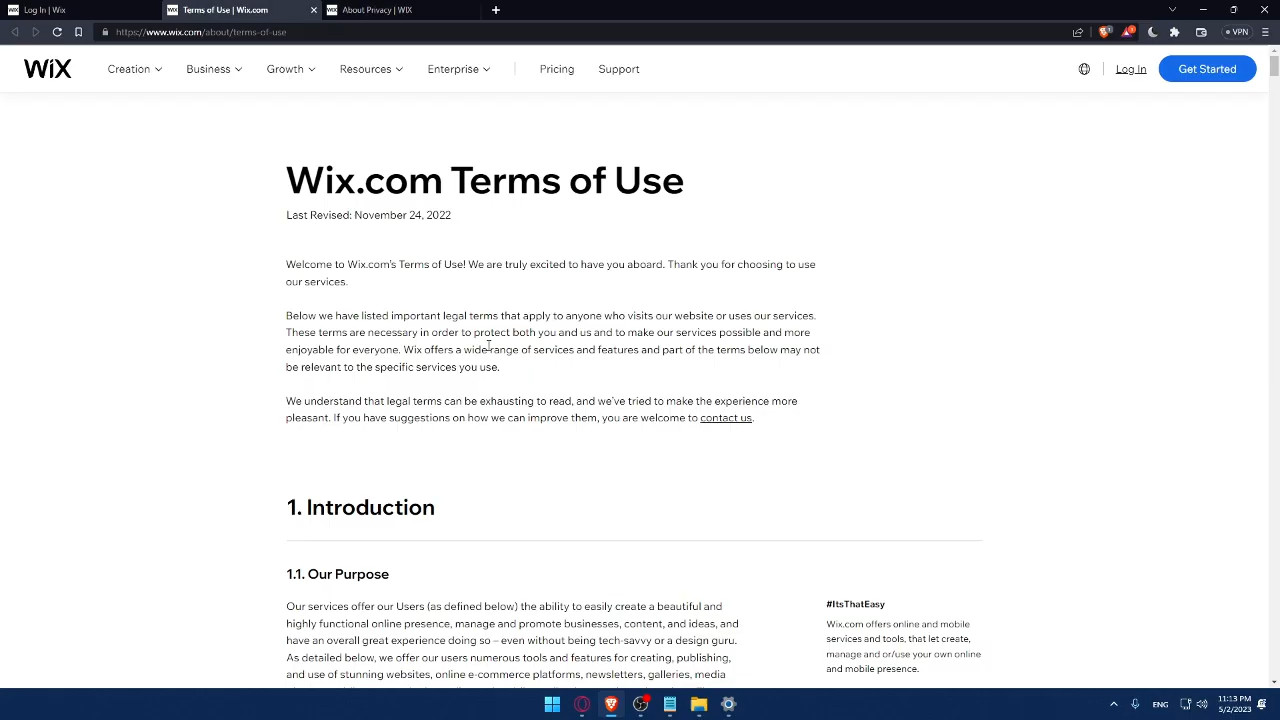 Log In | Wix
Terms of Use | Wix.com
About Privacy | WIX
https://www.wix.com/about/terms-of-use
VPN
WiX
Creation
Business
Growth
Resources
Enterprise
Pricing
Support
Log In
Get Started
Wix.com Terms of Use
Last Revised: November 24, 2022
Welcome to Wix.com's Terms of Use! We are truly excited to have you aboard. Thank you for choosing to use
our services.
Below we have listed important legal terms that apply to anyone who visits our website or uses our services.
These terms are necessary in order to protect both you and us and to make our services possible and more
enjoyable for everyone. Wix offers a wide range of services and features and part of the terms below may not
be relevant to the specific services you use.
We understand that legal terms can be exhausting to read, and we've tried to make the experience more
pleasant. If you have suggestions on how we can improve them, you are welcome to contact us.
1. Introduction
1.1. Our Purpose
Our services offer our Users (as defined below) the ability to easily create a beautiful and
highly functional online presence, manage and promote businesses, content, and ideas, and
have an overall great experience doing so – even without being tech-savvy or a design guru.
As detailed below, we offer our users numerous tools and features for creating, publishing,
and use of stunning websites, online e-commerce platforms, newsletters, galleries, media
#ItsThatEasy
Wix.com offers online and mobile
services and tools, that let create,
manage and or/use your own online
and mobile presence.
ENG
11:13 PM
5/2/2023